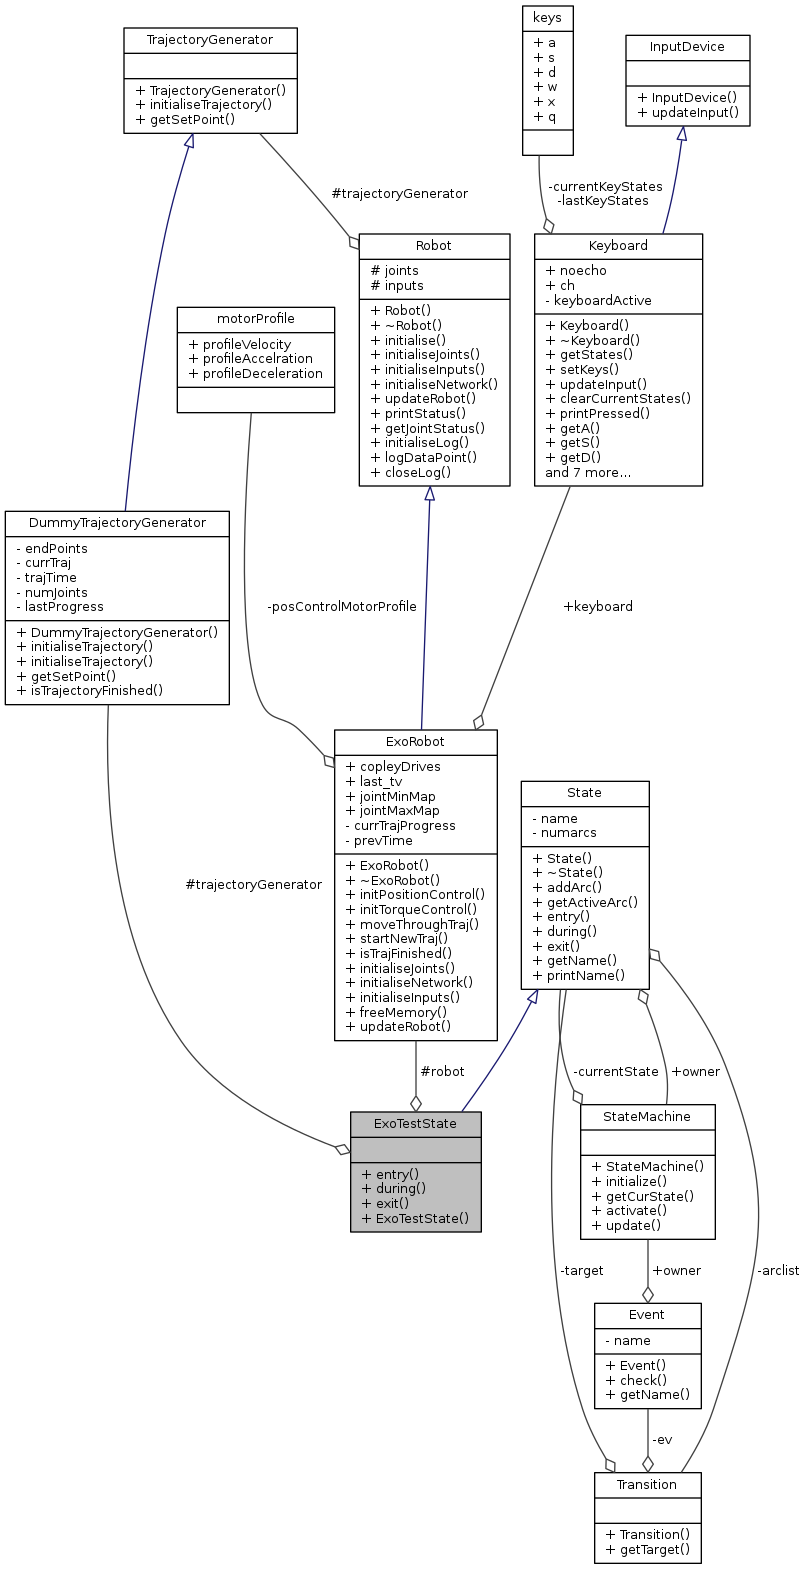 keys
+ a
+ s
+ d
+ w
+ x
+ q
TrajectoryGenerator
+ TrajectoryGenerator()
+ initialiseTrajectory()
+ getSetPoint()
InputDevice
+ InputDevice()
+ updateInput()
#trajectoryGenerator
-currentKeyStates
-lastKeyStates
Robot
# joints
# inputs
+ Robot()
+ ~Robot()
+ initialise()
+ initialiseJoints()
+ initialiseInputs()
+ initialiseNetwork()
+ updateRobot()
+ printStatus()
+ getJointStatus()
+ initialiseLog()
+ logDataPoint()
+ closeLog()
Keyboard
+ noecho
+ ch
- keyboardActive
+ Keyboard()
+ ~Keyboard()
+ getStates()
+ setKeys()
+ updateInput()
+ clearCurrentStates()
+ printPressed()
+ getA()
+ getS()
+ getD()
and 7 more...
motorProfile
+ profileVelocity
+ profileAccelration
+ profileDeceleration
DummyTrajectoryGenerator
- endPoints
- currTraj
- trajTime
- numJoints
- lastProgress
+ DummyTrajectoryGenerator()
+ initialiseTrajectory()
+ initialiseTrajectory()
+ getSetPoint()
+ isTrajectoryFinished()
-posControlMotorProfile
+keyboard
ExoRobot
+ copleyDrives
+ last_tv
+ jointMinMap
+ jointMaxMap
- currTrajProgress
- prevTime
+ ExoRobot()
+ ~ExoRobot()
+ initPositionControl()
+ initTorqueControl()
+ moveThroughTraj()
+ startNewTraj()
+ isTrajFinished()
+ initialiseJoints()
+ initialiseNetwork()
+ initialiseInputs()
+ freeMemory()
+ updateRobot()
State
- name
- numarcs
+ State()
+ ~State()
+ addArc()
+ getActiveArc()
+ entry()
+ during()
+ exit()
+ getName()
+ printName()
#trajectoryGenerator
#robot
-currentState
+owner
ExoTestState
+ entry()
+ during()
+ exit()
+ ExoTestState()
StateMachine
+ StateMachine()
+ initialize()
+ getCurState()
+ activate()
+ update()
-target
+owner
-arclist
Event
- name
+ Event()
+ check()
+ getName()
-ev
Transition
+ Transition()
+ getTarget()